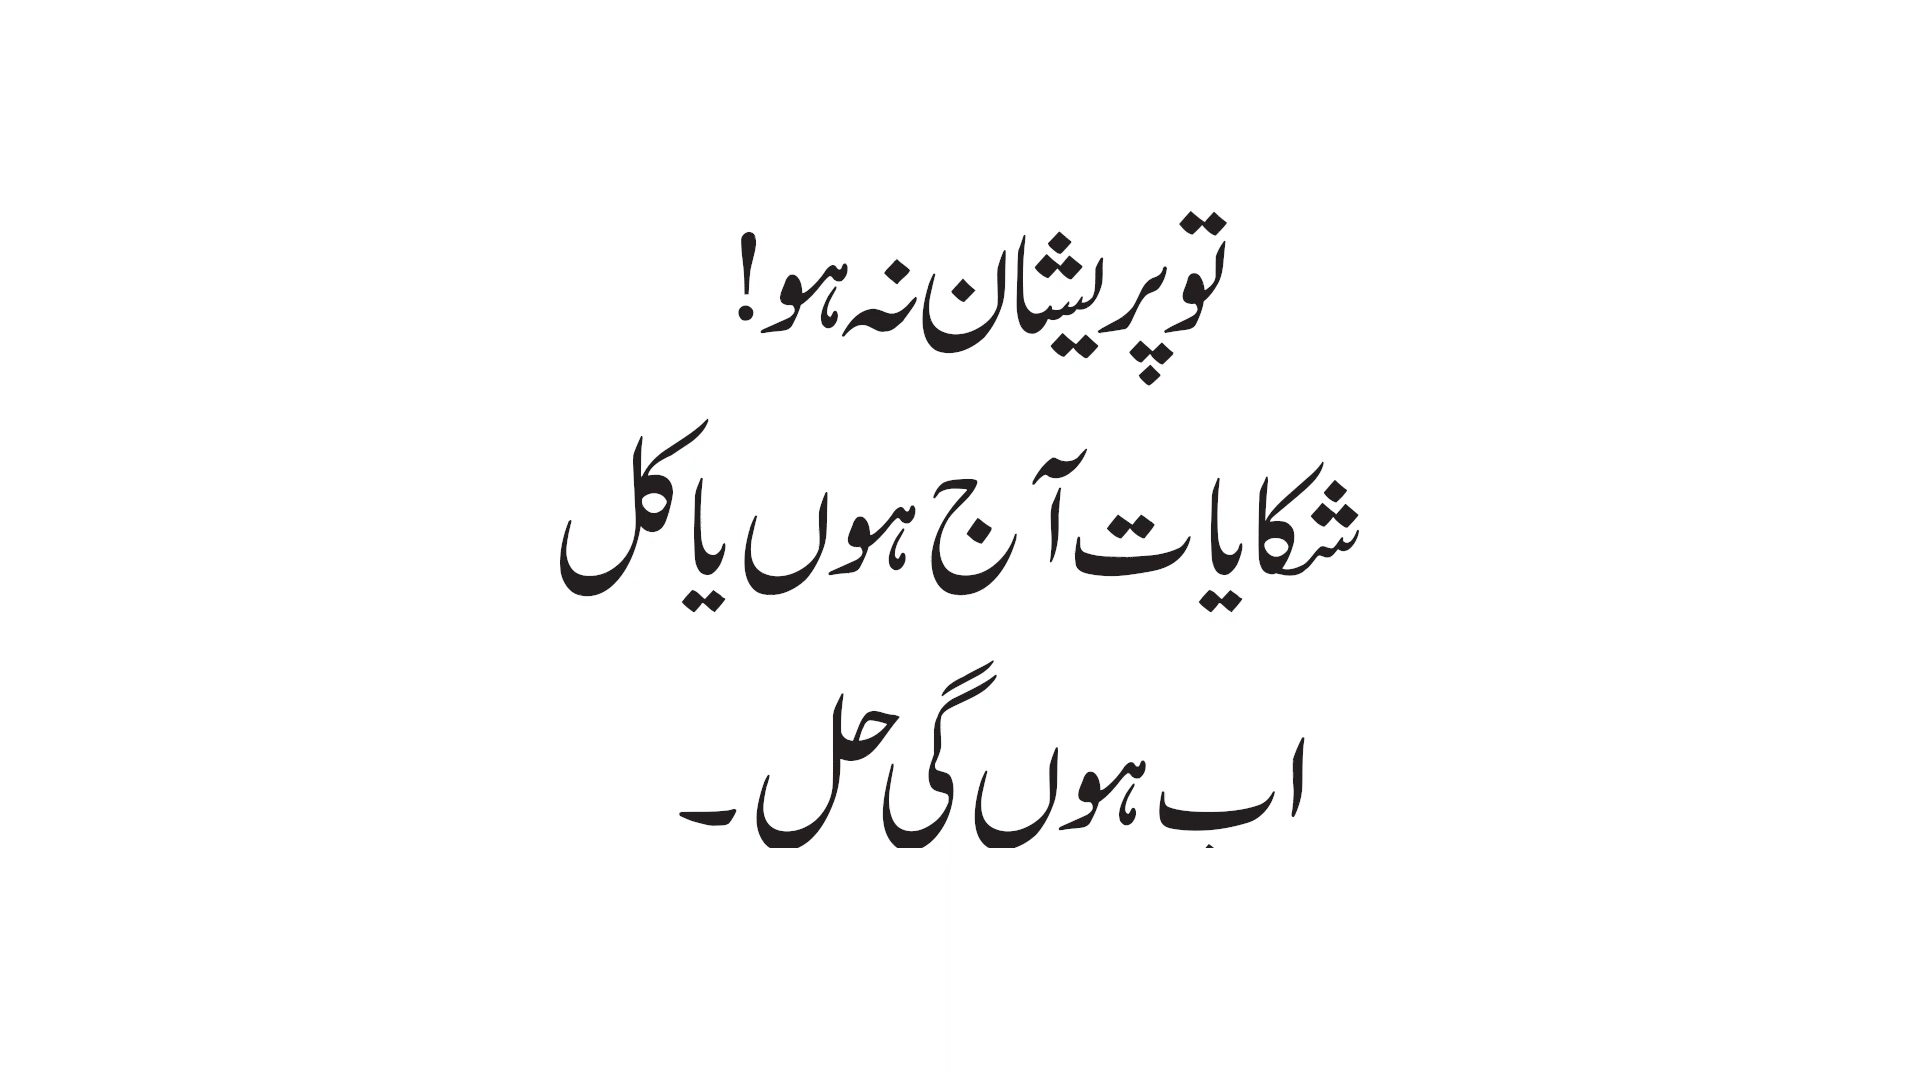 تو پریشان نہ ہو!
شکایات آج ہوں یا کل
اب ہوں گی حل ۔